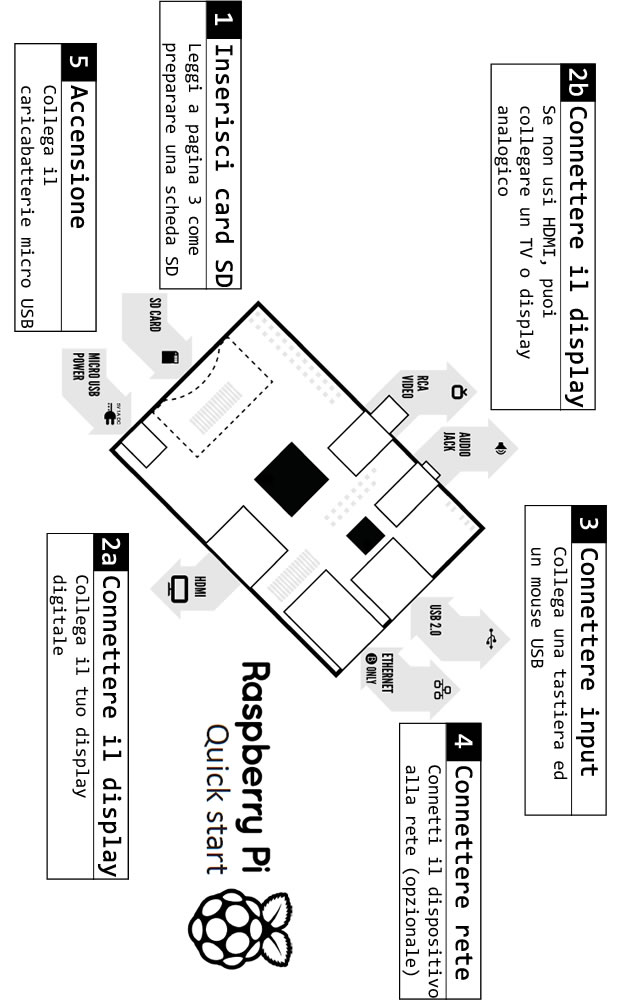 1 Inserisci card SD
Leggi a pagina 3 come
preparare una scheda SD
2b Connettere il display
Se non usi HDMI, puoi
collegare un TV o display
analogico
3 Connettere input
Collega una tastiera ed
un mouse USB
4 Connettere rete
Connetti il dispositivo
alla rete (opzionale)
5 Accensione
Collega il
caricabatterie micro USB
2a Connettere il display
Collega il tuo display
digitale
SD CARD
MICRO USB
POWER
5V 1A DC
RCA
VIDEO
AUDIO
JACK
USB 2.0
ETHERNET
B ONLY
HDMI
Raspberry Pi
Quick start